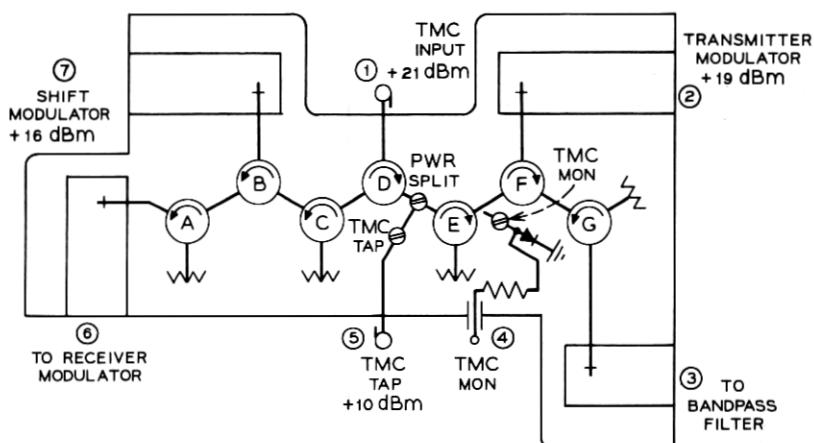 TMC
INPUT
+21 dBm
①
TRANSMITTER
MODULATOR
+19 dBm
②
⑦
SHIFT
MODULATOR
+16 dBm
PWR
SPLIT
TMC
MON
A
B
C
D
E
F
G
TMC
TAP
⑥
TO RECEIVER
MODULATOR
⑤
TMC
TAP
+10 dBm
④
TMC
MON
③
TO
BANDPASS
FILTER